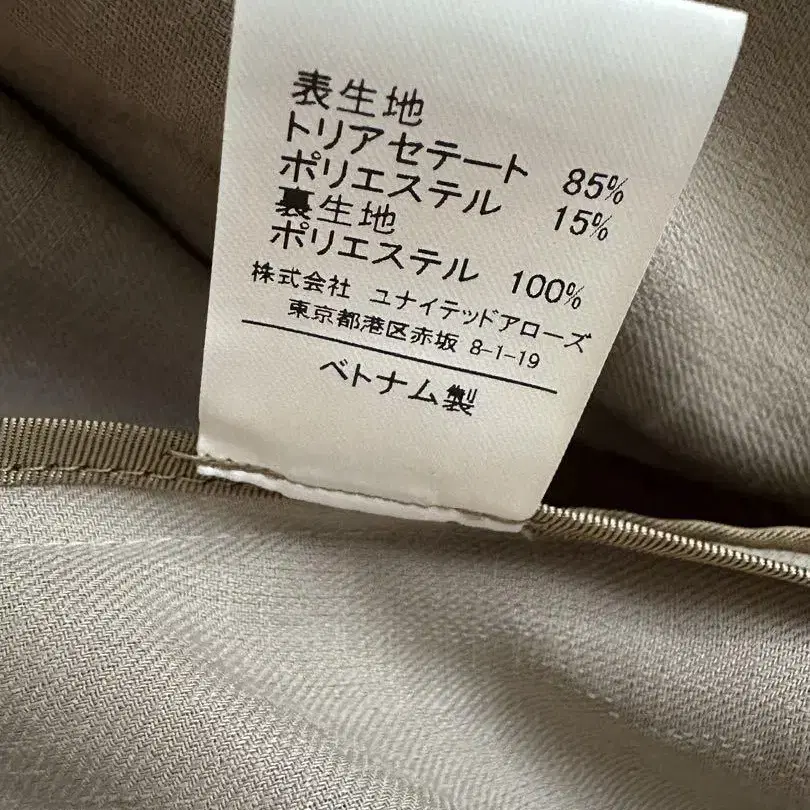 表生地
トリアセテート 85%
ポリエステル 15%
裏生地
ポリエステル 100%
株式会社 ユナイテッドアローズ
東京都港区赤坂 8-1-19
ベトナム製